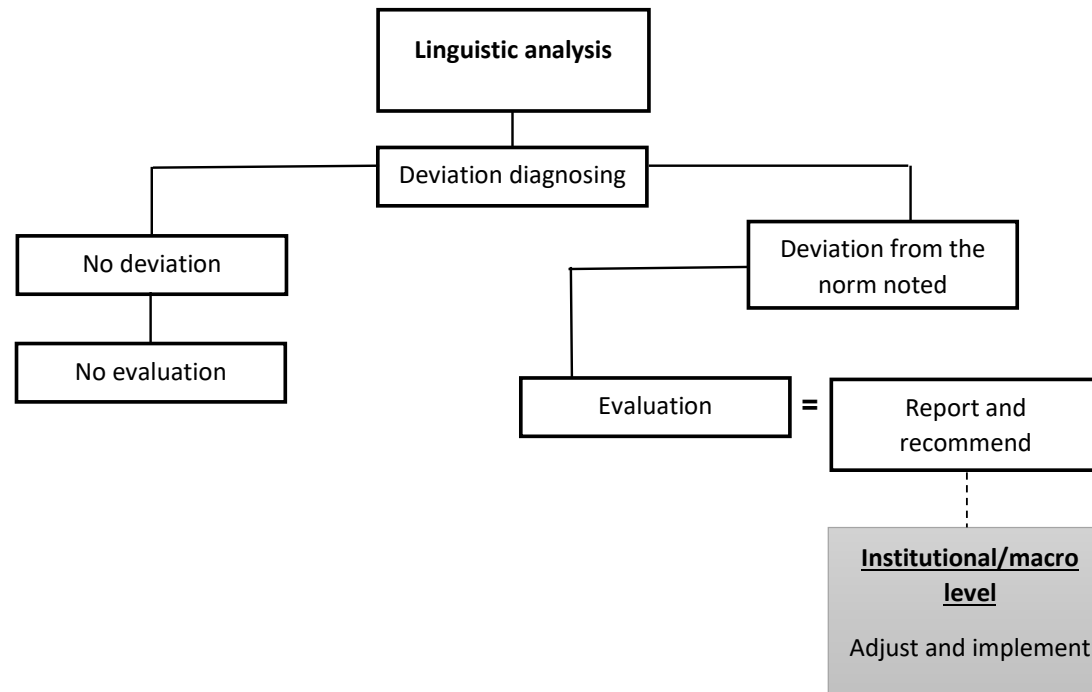 Linguistic analysis
Deviation diagnosing
No deviation
Deviation from the
norm noted
No evaluation
Evaluation
=
Report and
recommend
Institutional/macro
level
Adjust and implement